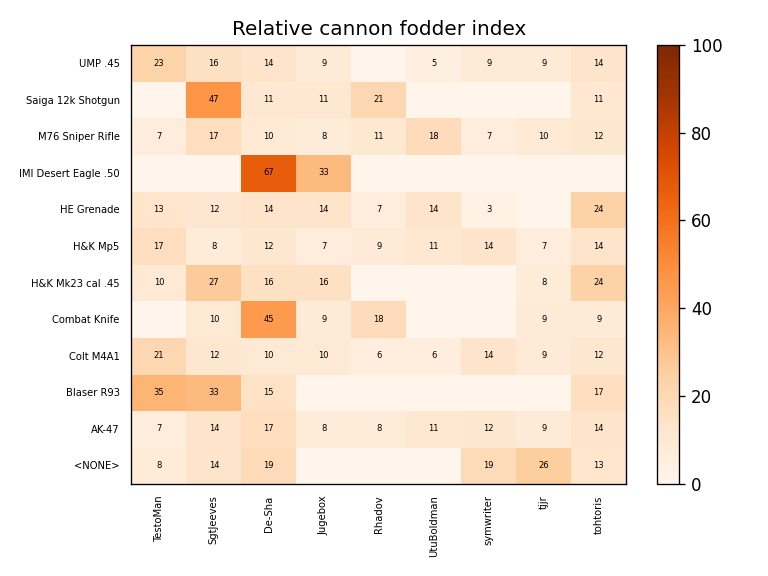 Relative cannon fodder index
UMP .45 23 16 14 9 5 9 9 14
Saiga 12k Shotgun 47 11 11 21 11
M76 Sniper Rifle 7 17 10 8 11 18 7 10 12
IMI Desert Eagle .50 67 33
HE Grenade 13 12 14 14 7 14 3 24
H&K Mp5 17 8 12 7 9 11 14 7 14
H&K Mk23 cal .45 10 27 16 16 8 24
Combat Knife 10 45 9 18 9 9
Colt M4A1 21 12 10 10 6 6 14 9 12
Blaser R93 35 33 15 17
AK-47 7 14 17 8 8 11 12 9 14
<NONE> 8 14 19 19 26 13
TestoMan
SgtJeeves
De-Sha
Jugebox
Rhadov
UtuBoldman
symwriter
tjjr
tohtoris
100
80
60
40
20
0